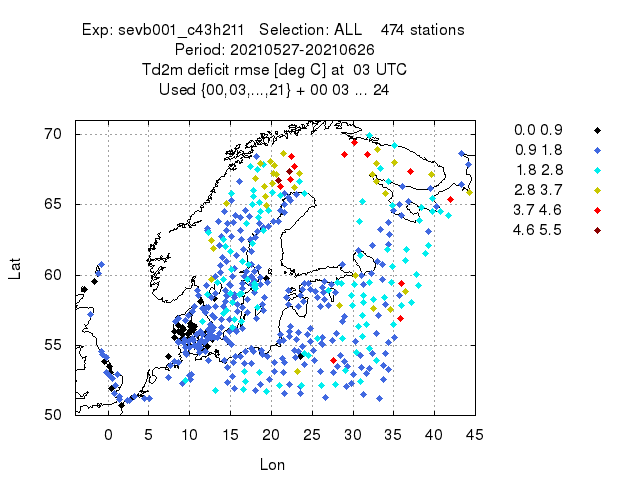 Exp: sevb001_c43h211   Selection: ALL    474 stations
Period: 20210527-20210626
Td2m deficit rmse [deg C] at  03 UTC
Used {00,03,...,21} + 00 03 ... 24
0.0 0.9
0.9 1.8
1.8 2.8
2.8 3.7
3.7 4.6
4.6 5.5
70
65
60
55
50
Lat
0 5 10 15 20 25 30 35 40 45
Lon